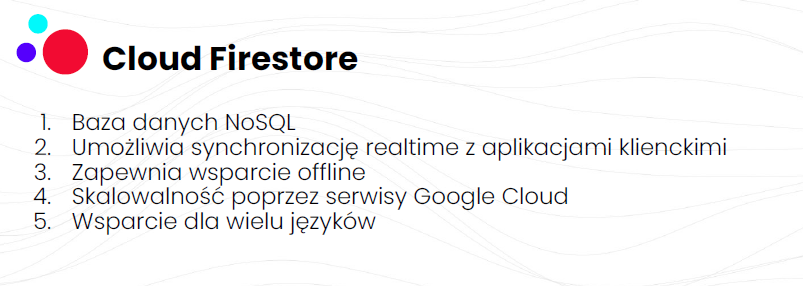 Cloud Firestore
1. Baza danych NoSQL
2. Umożliwia synchronizację realtime z aplikacjami klienckimi
3. Zapewnia wsparcie offline
4. Skalowalność poprzez serwisy Google Cloud
5. Wsparcie dla wielu języków